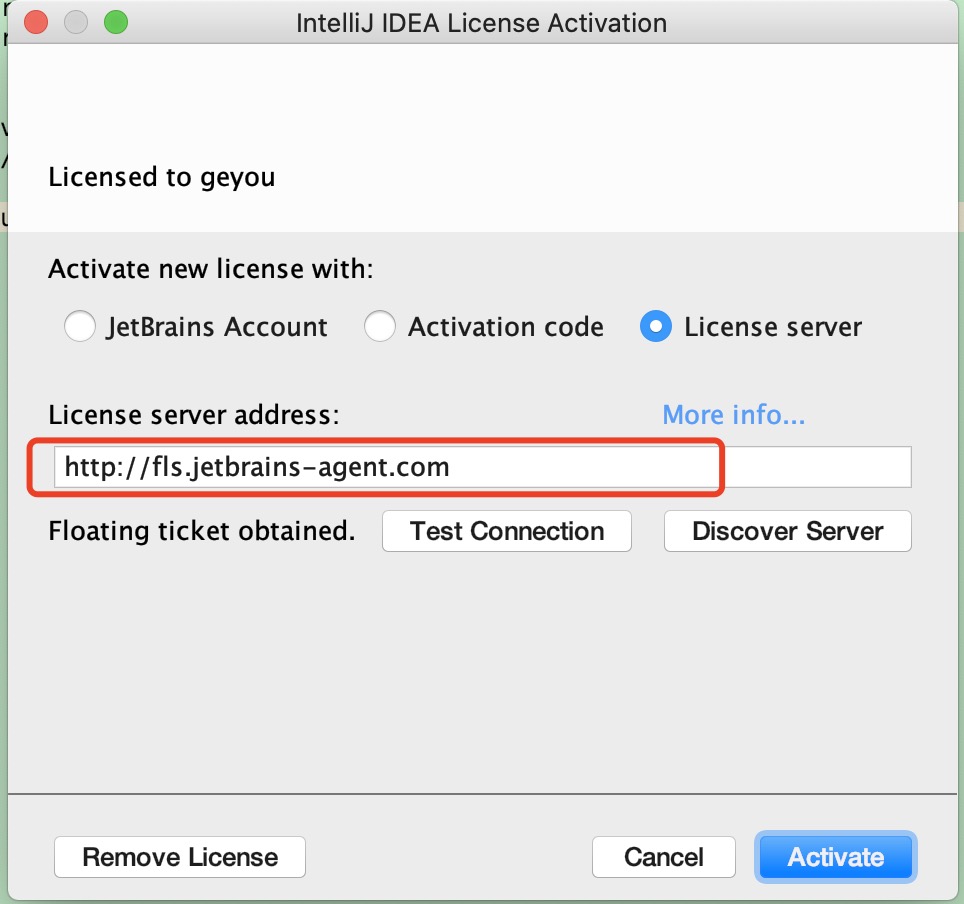 IntelliJ IDEA License Activation
Licensed to geyou
Activate new license with:
JetBrains Account Activation code License server
License server address: More info...
http://fls.jetbrains-agent.com
Floating ticket obtained. Test Connection Discover Server
Remove License Cancel Activate